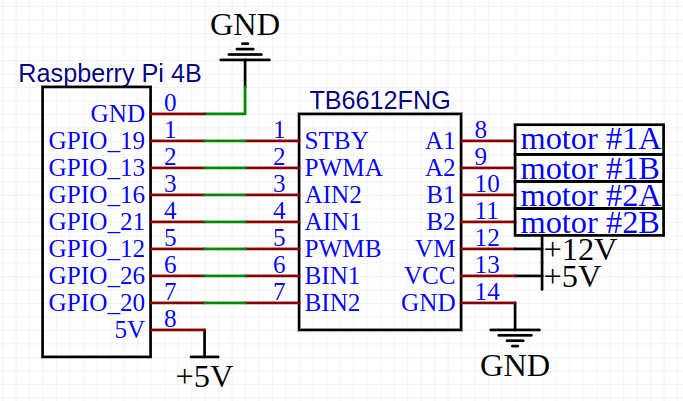 GND
Raspberry Pi 4B
TB6612FNG
GND 0
GPIO_19 1 1 STBY A1 8 motor #1A
GPIO_13 2 2 PWMA A2 9 motor #1B
GPIO_16 3 3 AIN2 B1 10 motor #2A
GPIO_21 4 4 AIN1 B2 11 motor #2B
GPIO_12 5 5 PWMB VM 12 +12V
GPIO_26 6 6 BIN1 VCC 13 +5V
GPIO_20 7 7 BIN2 GND 14
5V 8
+5V
GND